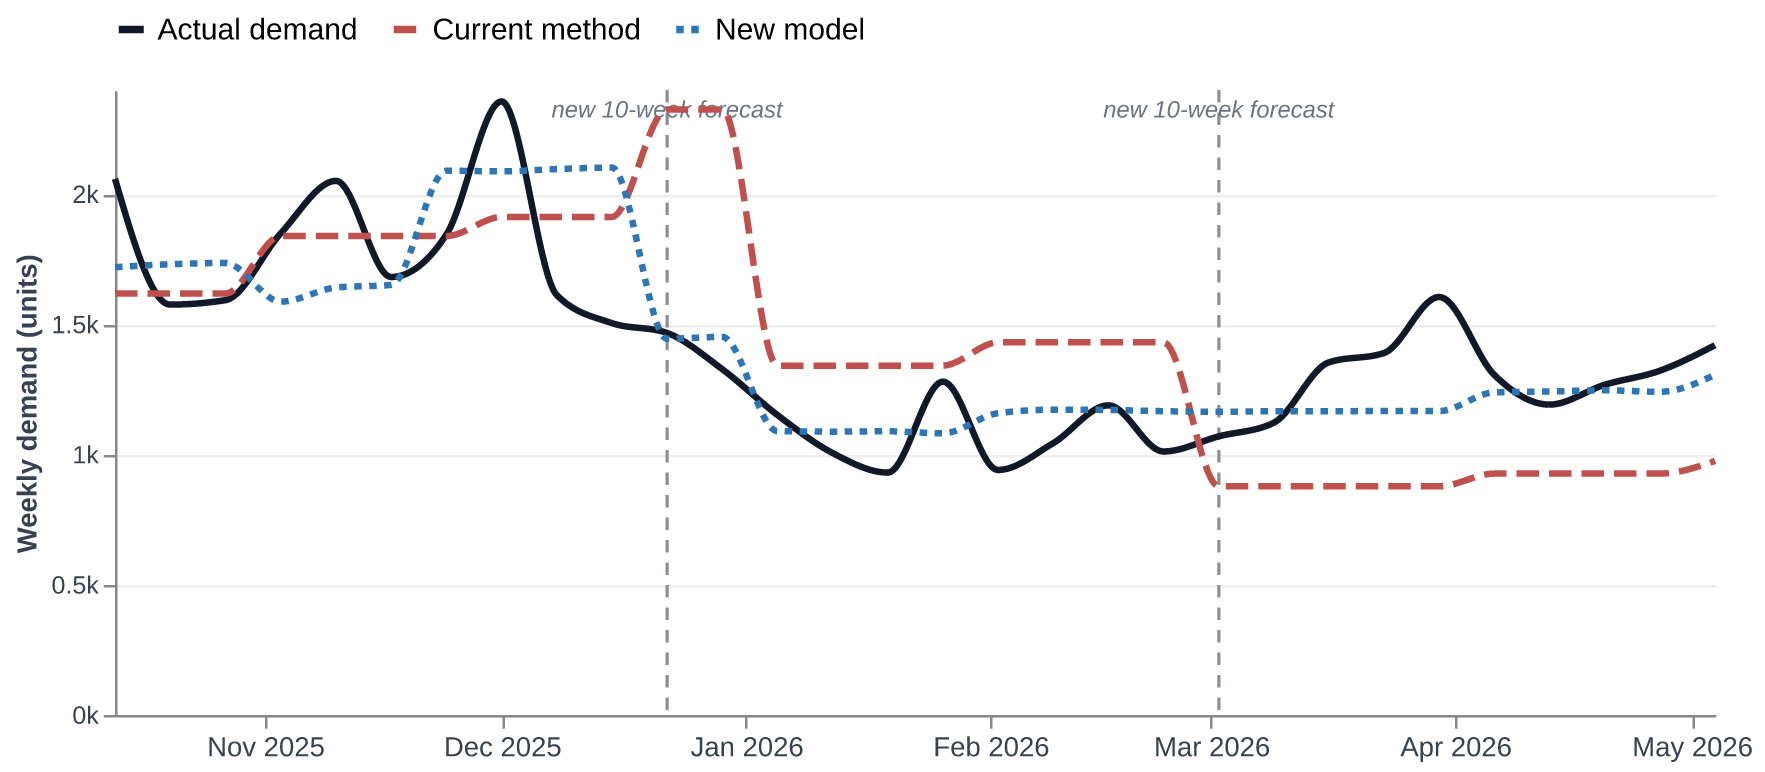 Actual demand Current method New model
new 10-week forecast new 10-week forecast
Weekly demand (units)
2k
1.5k
1k
0.5k
0k
Nov 2025 Dec 2025 Jan 2026 Feb 2026 Mar 2026 Apr 2026 May 2026